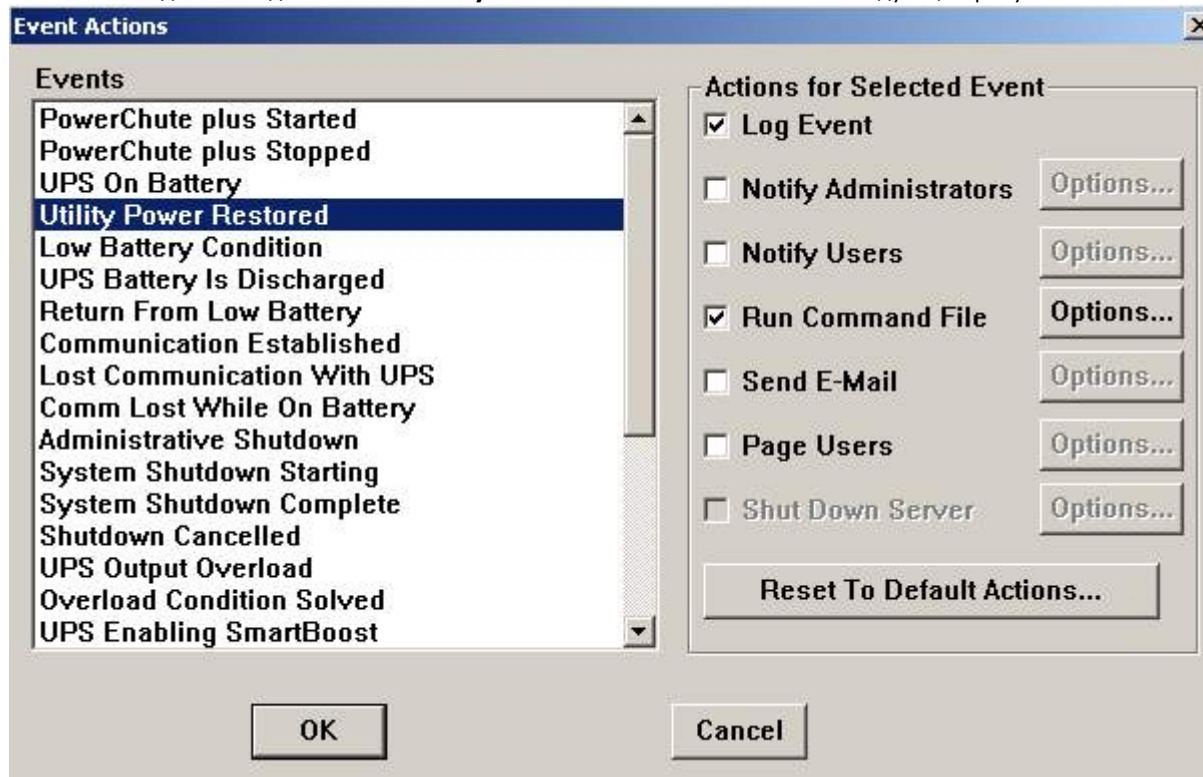 Event Actions
Events
PowerChute plus Started
PowerChute plus Stopped
UPS On Battery
Utility Power Restored
Low Battery Condition
UPS Battery Is Discharged
Return From Low Battery
Communication Established
Lost Communication With UPS
Comm Lost While On Battery
Administrative Shutdown
System Shutdown Starting
System Shutdown Complete
Shutdown Cancelled
UPS Output Overload
Overload Condition Solved
UPS Enabling SmartBoost
Actions for Selected Event
Log Event
Notify Administrators Options...
Notify Users Options...
Run Command File Options...
Send E-Mail Options...
Page Users Options...
Shut Down Server Options...
Reset To Default Actions...
OK
Cancel